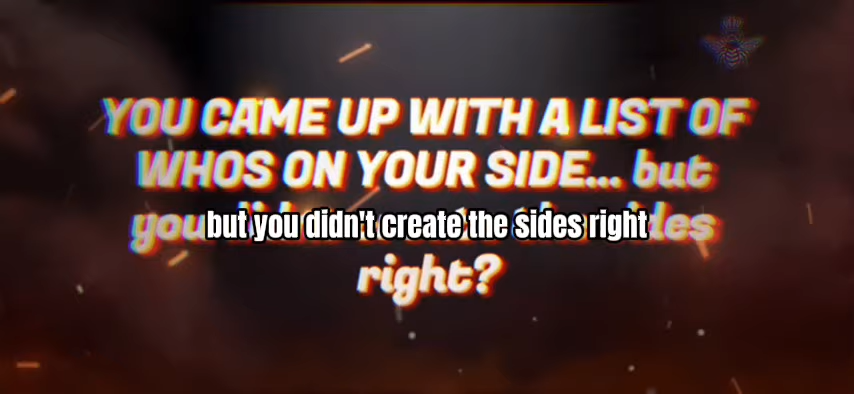 YOU CAME UP WITH A LIST OF
WHOS ON YOUR SIDE... but
you
but you didn't create the sides right
right?